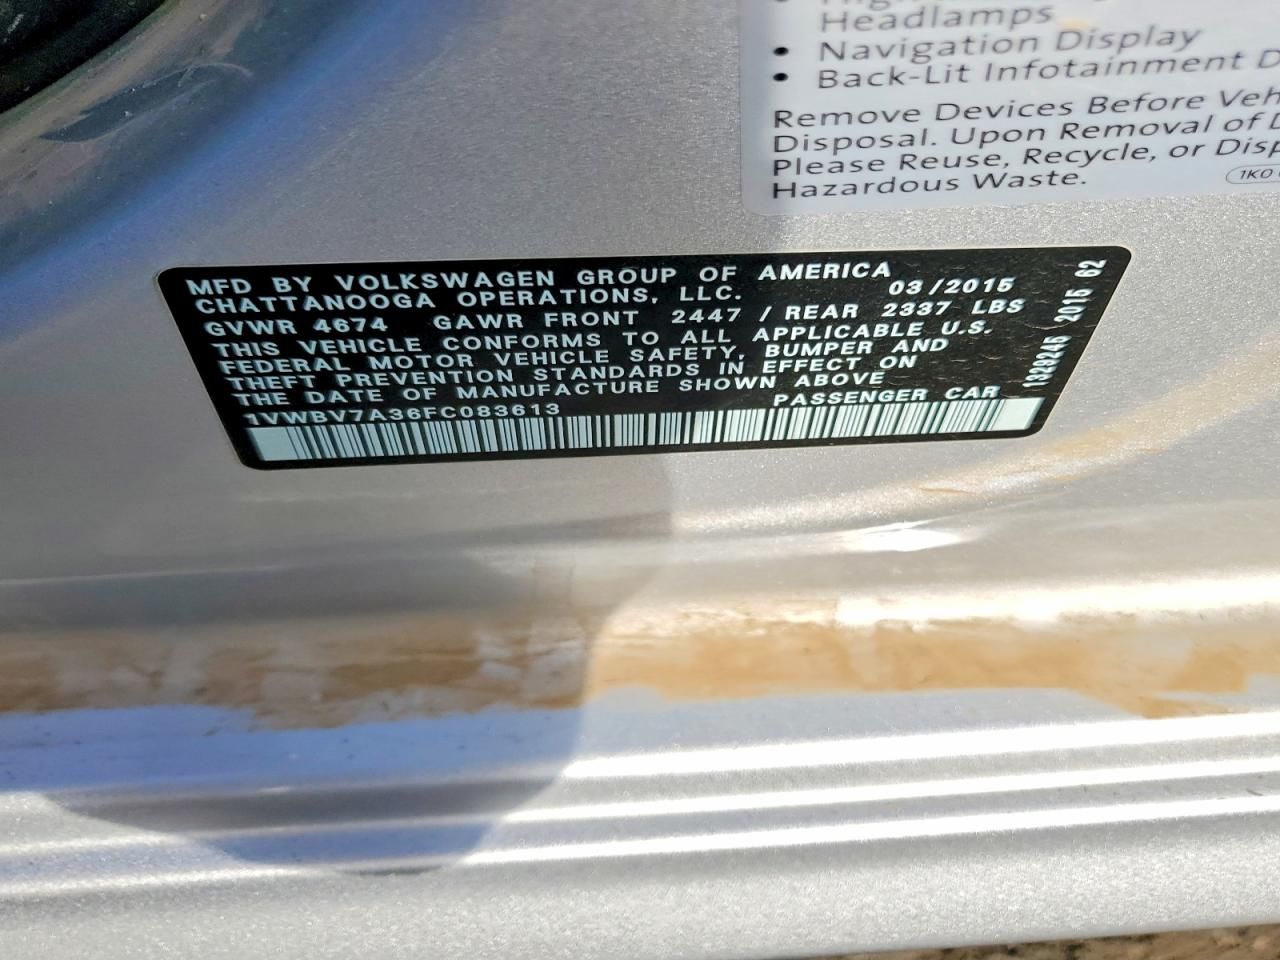 Headlamps
• Navigation Display
• Back-Lit Infotainment D
Remove Devices Before Veh
Disposal. Upon Removal of D
Please Reuse, Recycle, or Disp
Hazardous Waste.
1K0
MFD BY VOLKSWAGEN GROUP OF AMERICA
CHATTANOOGA OPERATIONS, LLC. 03/2015
GVWR 4674 GAWR FRONT 2447 / REAR 2337 LBS
THIS VEHICLE CONFORMS TO ALL APPLICABLE U.S.
FEDERAL MOTOR VEHICLE SAFETY, BUMPER AND
THEFT PREVENTION STANDARDS IN EFFECT ON
THE DATE OF MANUFACTURE SHOWN ABOVE
1VWBV7A36FC083613 PASSENGER CAR
2015 62